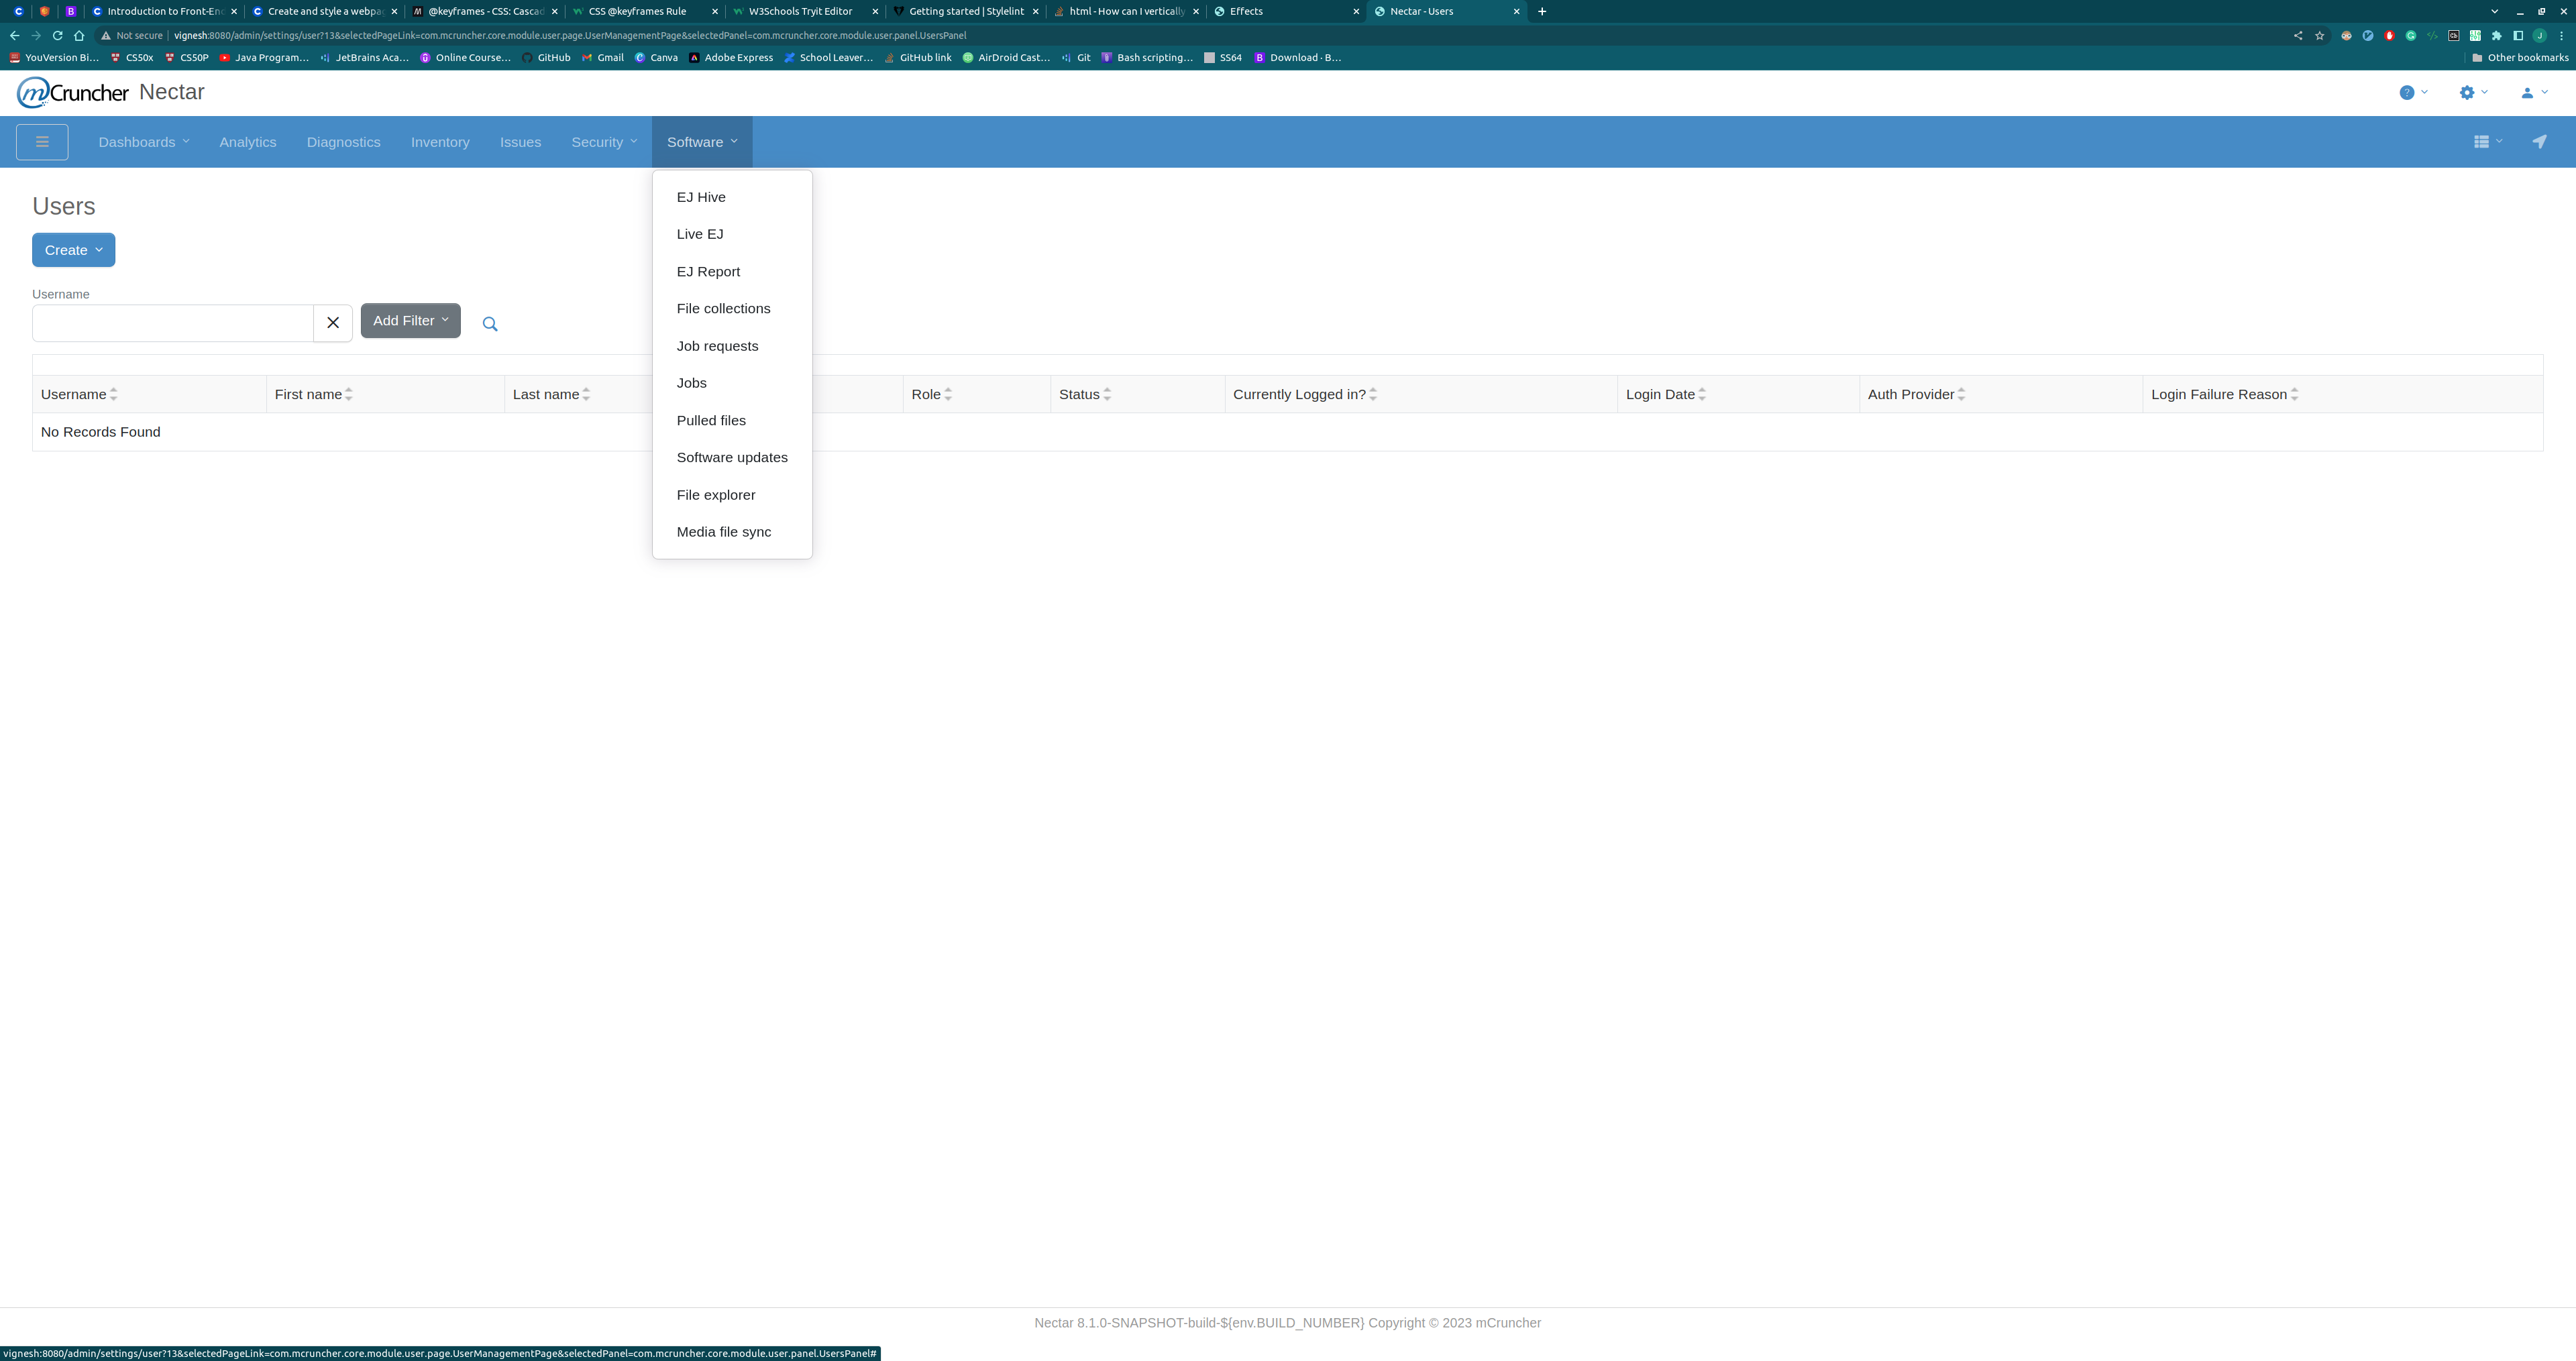 Introduction to Front-En
Create and style a webpag
@keyframes - CSS: Cascad
CSS @keyframes Rule
W3Schools Tryit Editor
Getting started | Stylelint
html - How can I vertically
Effects
Nectar - Users
Not secure
vignesh:8080/admin/settings/user?13&selectedPageLink=com.mcruncher.core.module.user.page.UserManagementPage&selectedPanel=com.mcruncher.core.module.user.panel.UsersPanel
YouVersion Bi...
CS50x
CS50P
Java Program...
JetBrains Aca...
Online Course...
GitHub
Gmail
Canva
Adobe Express
School Leaver...
GitHub link
AirDroid Cast...
Git
Bash scripting...
SS64
Download · B...
Other bookmarks
mCruncher Nectar
Dashboards
Analytics
Diagnostics
Inventory
Issues
Security
Software
EJ Hive
Live EJ
EJ Report
File collections
Job requests
Jobs
Pulled files
Software updates
File explorer
Media file sync
Users
Create
Username
Add Filter
Username
First name
Last name
Role
Status
Currently Logged in?
Login Date
Auth Provider
Login Failure Reason
No Records Found
Nectar 8.1.0-SNAPSHOT-build-${env.BUILD_NUMBER} Copyright © 2023 mCruncher
vignesh:8080/admin/settings/user?13&selectedPageLink=com.mcruncher.core.module.user.page.UserManagementPage&selectedPanel=com.mcruncher.core.module.user.panel.UsersPanel#